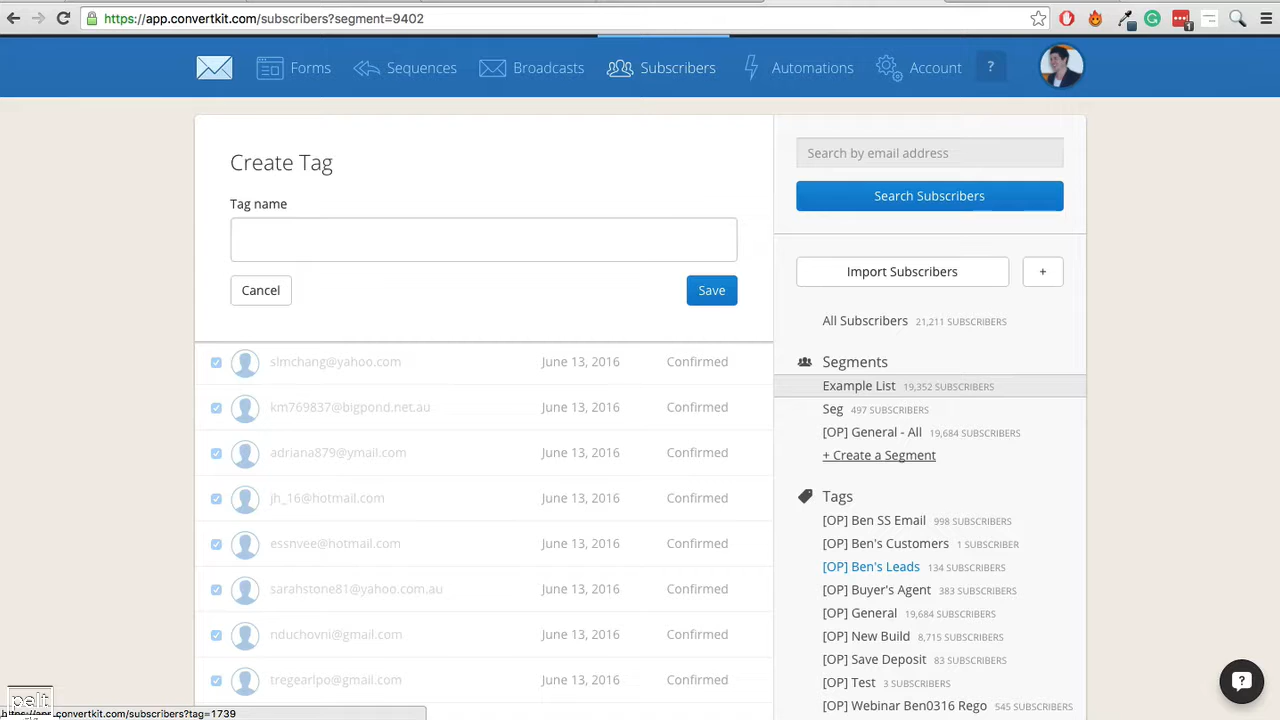 https://app.convertkit.com/subscribers?segment=9402
Forms
Sequences
Broadcasts
Subscribers
Automations
Account
?
Create Tag
Tag name
Cancel
Save
slmchang@yahoo.com June 13, 2016 Confirmed
km769837@bigpond.net.au June 13, 2016 Confirmed
adriana879@ymail.com June 13, 2016 Confirmed
jh_16@hotmail.com June 13, 2016 Confirmed
essnvee@hotmail.com June 13, 2016 Confirmed
sarahstone81@yahoo.com.au June 13, 2016 Confirmed
nduchovni@gmail.com June 13, 2016 Confirmed
tregearlpo@gmail.com June 13, 2016 Confirmed
Search by email address
Search Subscribers
Import Subscribers +
All Subscribers 21,211 SUBSCRIBERS
Segments
Example List 19,352 SUBSCRIBERS
Seg 497 SUBSCRIBERS
[OP] General - All 19,684 SUBSCRIBERS
+ Create a Segment
Tags
[OP] Ben SS Email 998 SUBSCRIBERS
[OP] Ben's Customers 1 SUBSCRIBER
[OP] Ben's Leads 134 SUBSCRIBERS
[OP] Buyer's Agent 383 SUBSCRIBERS
[OP] General 19,684 SUBSCRIBERS
[OP] New Build 8,715 SUBSCRIBERS
[OP] Save Deposit 83 SUBSCRIBERS
[OP] Test 3 SUBSCRIBERS
[OP] Webinar Ben0316 Rego 545 SUBSCRIBERS